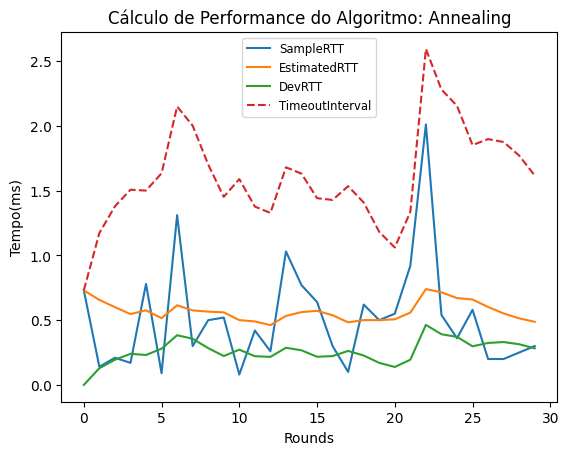 Cálculo de Performance do Algoritmo: Annealing
SampleRTT
EstimatedRTT
DevRTT
TimeoutInterval
Tempo(ms)
2.5
2.0
1.5
1.0
0.5
0.0
0 5 10 15 20 25 30
Rounds